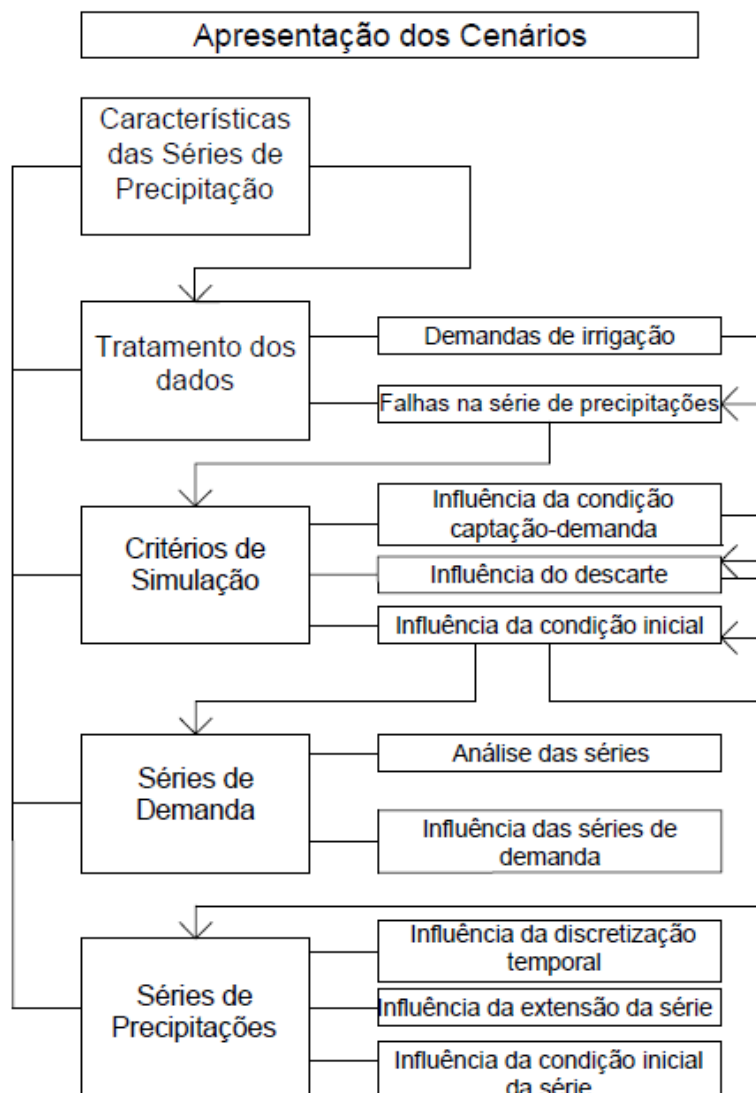 Apresentação dos Cenários
Características
das Séries de
Precipitação
Tratamento dos
dados
Demandas de irrigação
Falhas na série de precipitações
Critérios de
Simulação
Influência da condição
captação-demanda
Influência do descarte
Influência da condição inicial
Séries de
Demanda
Análise das séries
Influência das séries de
demanda
Séries de
Precipitações
Influência da discretização
temporal
Influência da extensão da série
Influência da condição inicial
da série